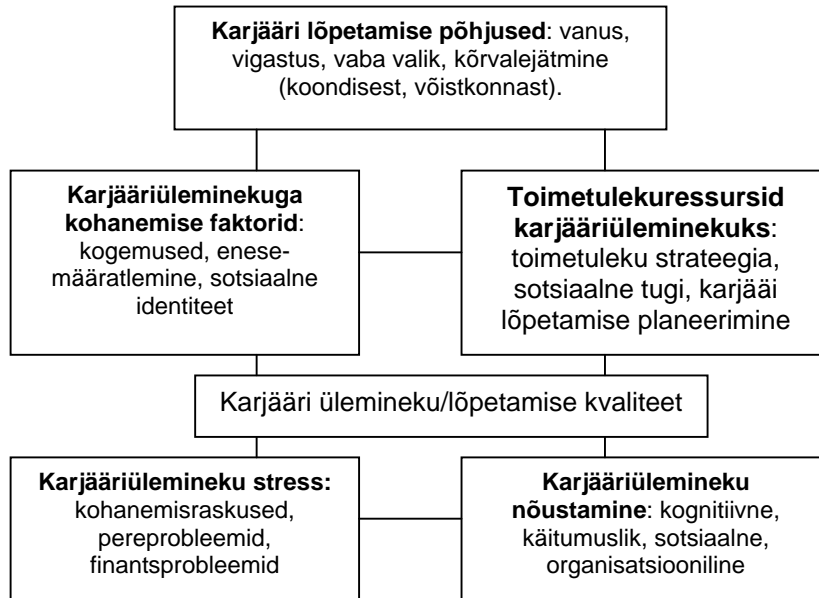 Karjääri lõpetamise põhjused: vanus,
vigastus, vaba valik, kõrvalejätmine
(koondisest, võistkonnast).
Karjääriüleminekuga
kohanemise faktorid:
kogemused, enese-
määratlemine, sotsiaalne
identiteet
Toimetulekuressursid
karjääriüleminekuks:
toimetuleku strateegia,
sotsiaalne tugi, karjääi
lõpetamise planeerimine
Karjääri ülemineku/lõpetamise kvaliteet
Karjääriülemineku stress:
kohanemisraskused,
pereprobleemid,
finantsprobleemid
Karjääriülemineku
nõustamine: kognitiivne,
käitumuslik, sotsiaalne,
organisatsiooniline